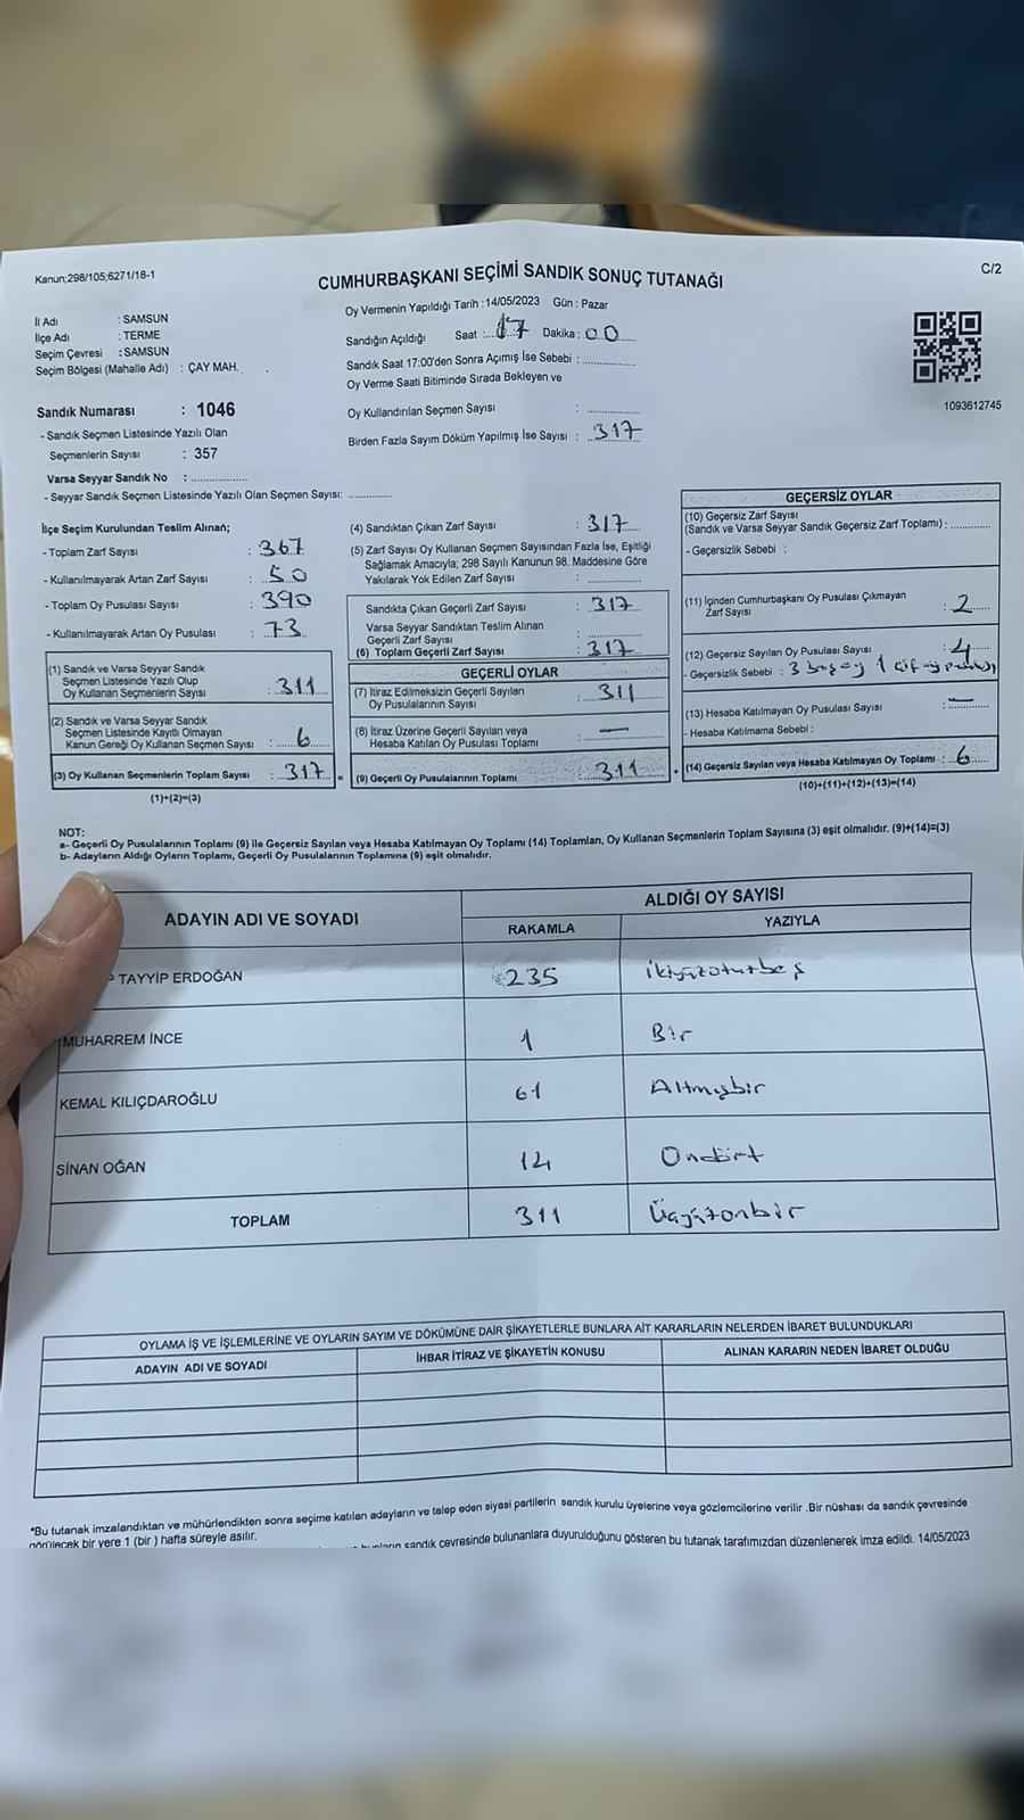 Kanun;298/105;6271/18-1
C/2
CUMHURBAŞKANI SEÇİMİ SANDIK SONUÇ TUTANAĞI
İl Adı : SAMSUN
İlçe Adı : TERME
Seçim Çevresi : SAMSUN
Seçim Bölgesi (Mahalle Adı) : ÇAY MAH.
Oy Vermenin Yapıldığı Tarih :14/05/2023 Gün : Pazar
Sandığın Açıldığı Saat : 17 Dakika : 00
Sandık Saat 17:00'den Sonra Açımış İse Sebebi :
Oy Verme Saati Bitiminde Sırada Bekleyen ve
Oy Kullandırılan Seçmen Sayısı :
Birden Fazla Sayım Döküm Yapılmış İse Sayısı : 317
1093612745
Sandık Numarası : 1046
- Sandık Seçmen Listesinde Yazılı Olan
Seçmenlerin Sayısı : 357
Varsa Seyyar Sandık No :
- Seyyar Sandık Seçmen Listesinde Yazılı Olan Seçmen Sayısı:
İlçe Seçim Kurulundan Teslim Alınan;
- Toplam Zarf Sayısı : 367
- Kullanılmayarak Artan Zarf Sayısı : 50
- Toplam Oy Pusulası Sayısı : 390
- Kullanılmayarak Artan Oy Pusulası : 73
(1) Sandık ve Varsa Seyyar Sandık
Seçmen Listesinde Yazılı Olup
Oy Kullanan Seçmenlerin Sayısı : 311
(2) Sandık ve Varsa Seyyar Sandık
Seçmen Listesinde Kayıtlı Olmayan
Kanun Gereği Oy Kullanan Seçmen Sayısı : 6
(3) Oy Kullanan Seçmenlerin Toplam Sayısı : 317
(1)+(2)=(3)
(4) Sandıktan Çıkan Zarf Sayısı : 317
(5) Zarf Sayısı Oy Kullanan Seçmen Sayısından Fazla İse, Eşitliği
Sağlamak Amacıyla; 298 Sayılı Kanunun 98. Maddesine Göre
Yakılarak Yok Edilen Zarf Sayısı :
Sandıkta Çıkan Geçerli Zarf Sayısı : 317
Varsa Seyyar Sandıktan Teslim Alınan
Geçerli Zarf Sayısı :
(6) Toplam Geçerli Zarf Sayısı : 317
GEÇERLİ OYLAR
(7) İtiraz Edilmeksizin Geçerli Sayılan
Oy Pusulalarının Sayısı : 311
(8) İtiraz Üzerine Geçerli Sayılan veya
Hesaba Katılan Oy Pusulası Toplamı : —
(9) Geçerli Oy Pusulalarının Toplamı : 311
GEÇERSİZ OYLAR
(10) Geçersiz Zarf Sayısı
(Sandık ve Varsa Seyyar Sandık Geçersiz Zarf Toplamı) :
- Geçersizlik Sebebi :
(11) İçinden Cumhurbaşkanı Oy Pusulası Çıkmayan
Zarf Sayısı : 2
(12) Geçersiz Sayılan Oy Pusulası Sayısı : 4
- Geçersizlik Sebebi : 3 boş oy 1
(13) Hesaba Katılmayan Oy Pusulası Sayısı : —
- Hesaba Katılmama Sebebi :
(14) Geçersiz Sayılan veya Hesaba Katılmayan Oy Toplamı : 6
(10)+(11)+(12)+(13)=(14)
NOT:
a- Geçerli Oy Pusulalarının Toplamı (9) ile Geçersiz Sayılan veya Hesaba Katılmayan Oy Toplamı (14) Toplamları, Oy Kullanan Seçmenlerin Toplam Sayısına (3) eşit olmalıdır. (9)+(14)=(3)
b- Adayların Aldığı Oyların Toplamı, Geçerli Oy Pusulalarının Toplamına (9) eşit olmalıdır.
ADAYIN ADI VE SOYADI
ALDIĞI OY SAYISI
RAKAMLA YAZIYLA
TAYYİP ERDOĞAN 235 ikiyüzoturbeş
MUHARREM İNCE 1 Bir
KEMAL KILIÇDAROĞLU 61 Altmışbir
SİNAN OĞAN 14 Ondört
TOPLAM 311 Üçyüzonbir
OYLAMA İŞ VE İŞLEMLERİNE VE OYLARIN SAYIM VE DÖKÜMÜNE DAİR ŞİKAYETLERLE BUNLARA AİT KARARLARIN NELERDEN İBARET BULUNDUKLARI
ADAYIN ADI VE SOYADI İHBAR İTİRAZ VE ŞİKAYETİN KONUSU ALINAN KARARIN NEDEN İBARET OLDUĞU
*Bu tutanak imzalandıktan ve mühürlendikten sonra seçime katılan adayların ve talep eden siyasi partilerin sandık kurulu üyelerine veya gözlemcilerine verilir .Bir nüshası da sandık çevresinde
görülecek bir yere 1 (bir ) hafta süreyle asılır.
sandık çevresinde bulunanlara duyurulduğunu gösteren bu tutanak tarafımızdan düzenlenerek imza edildi. 14/05/2023